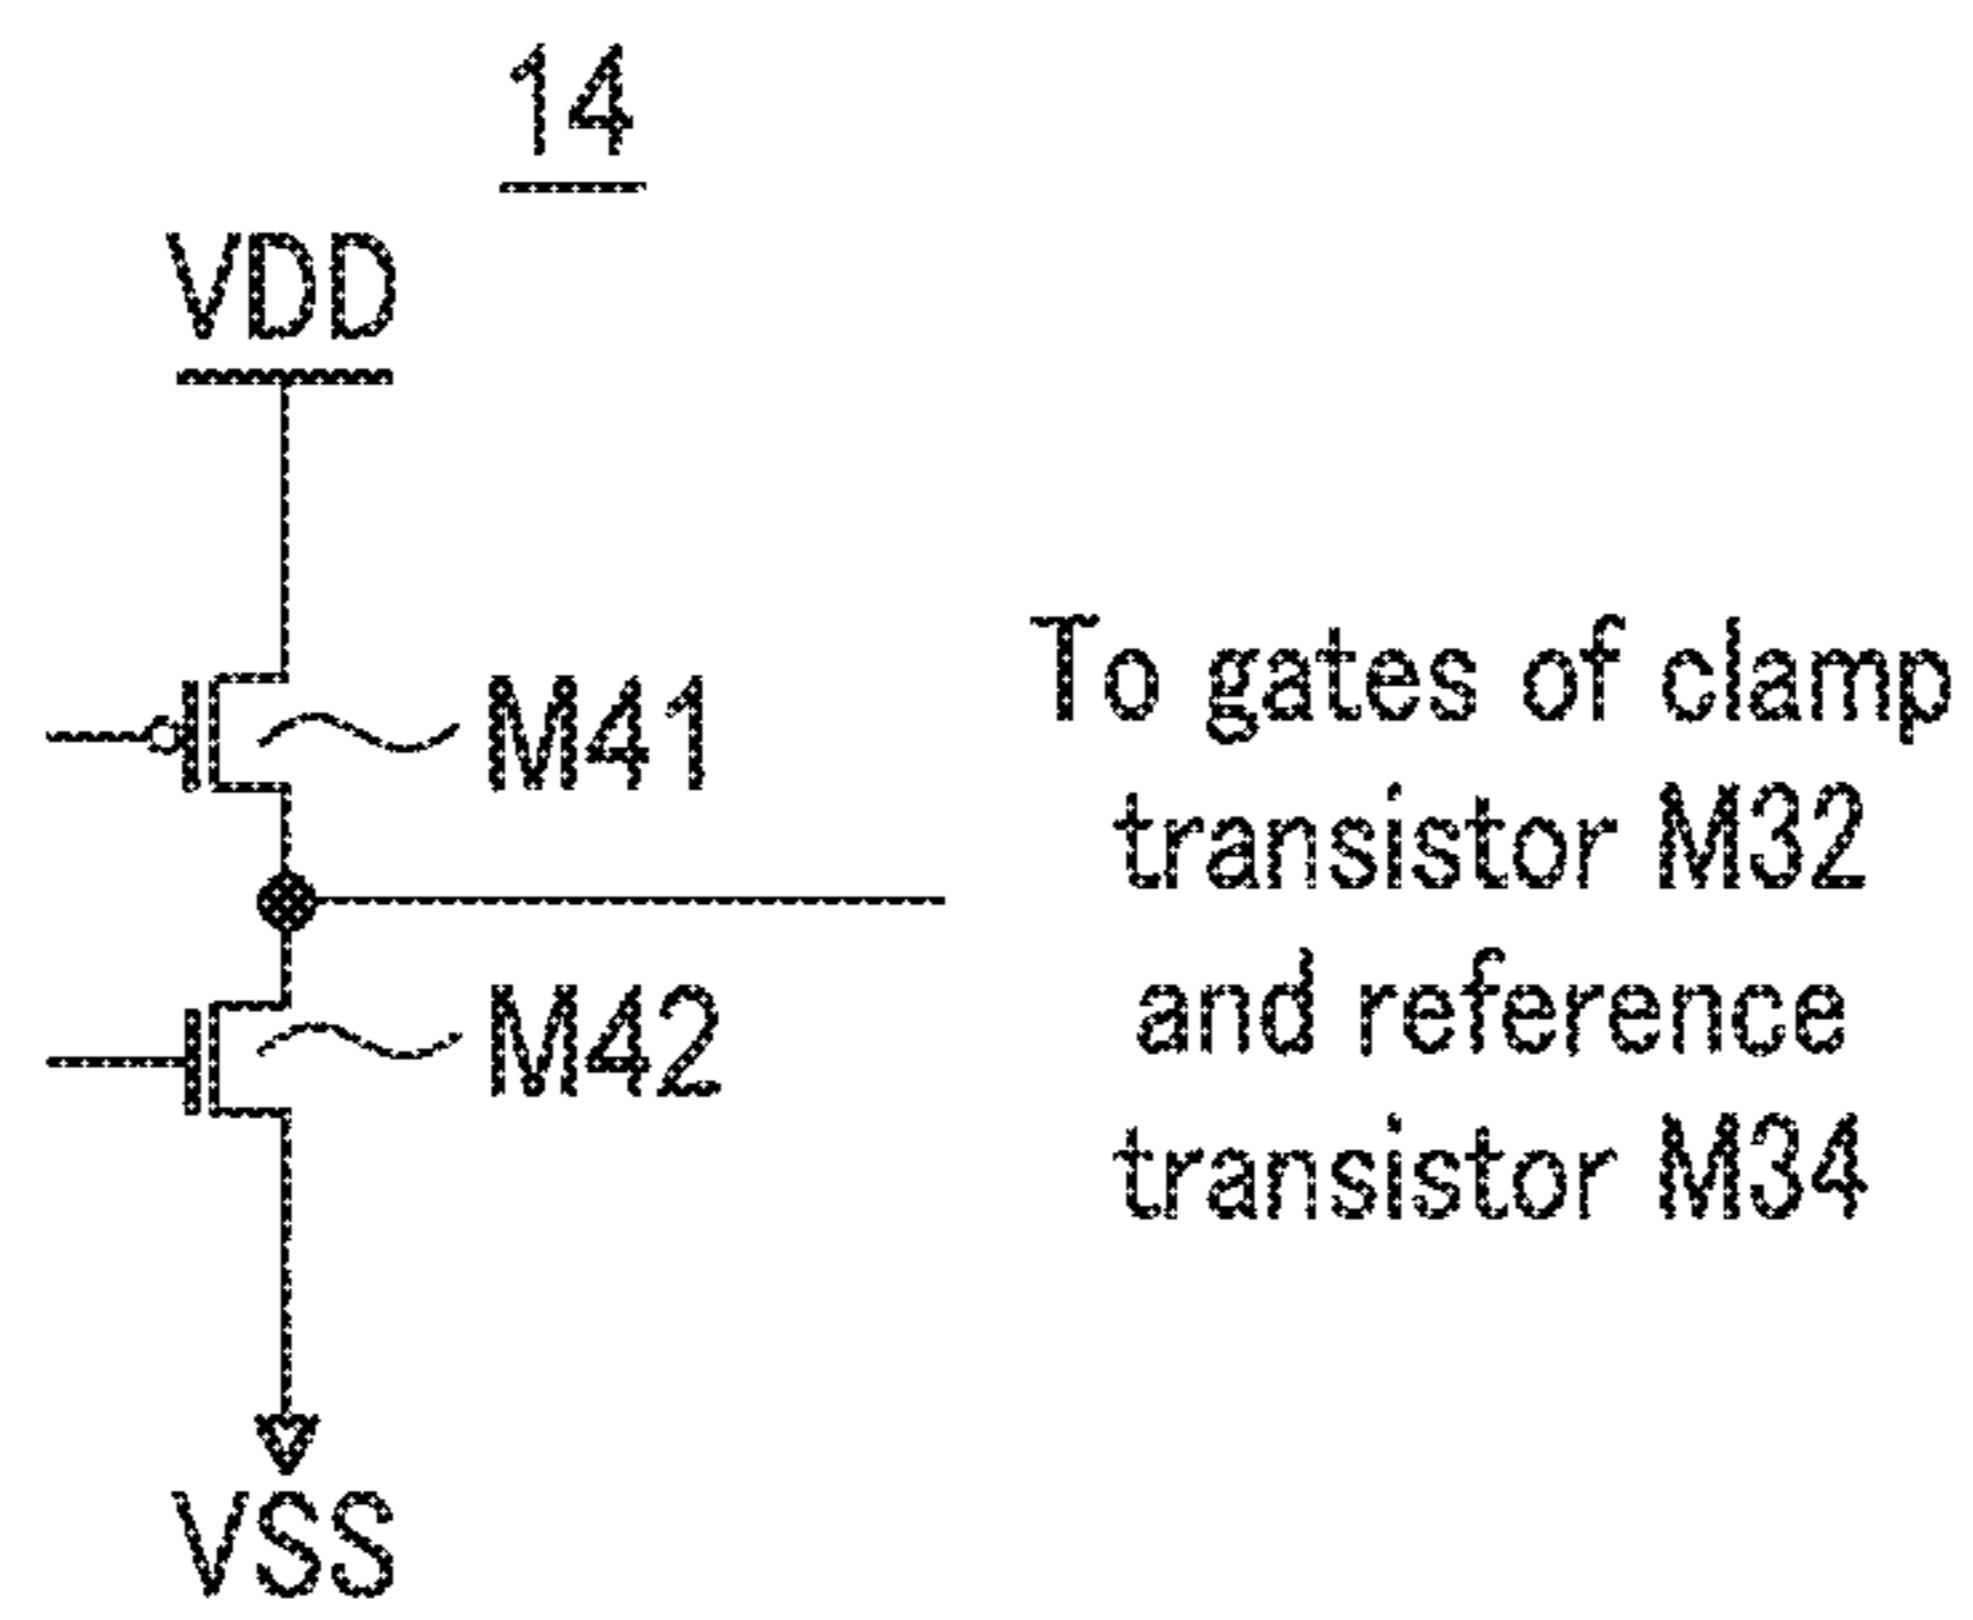 14
VDD
M41
To gates of clamp
transistor M32
and reference
transistor M34
M42
VSS